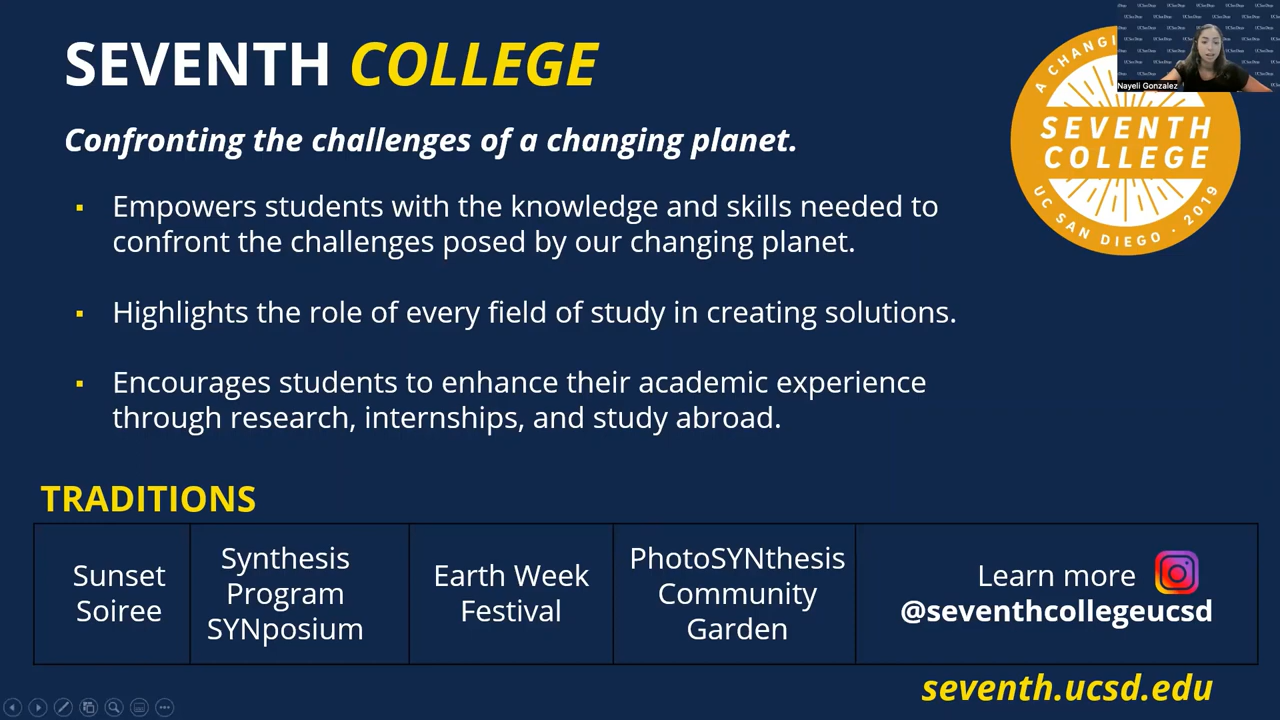 SEVENTH COLLEGE
Confronting the challenges of a changing planet.
Empowers students with the knowledge and skills needed to
confront the challenges posed by our changing planet.
Highlights the role of every field of study in creating solutions.
Encourages students to enhance their academic experience
through research, internships, and study abroad.
A CHANGI
SEVENTH
COLLEGE
UC SAN DIEGO · 2019
Nayeli Gonzalez
TRADITIONS
Sunset
Soiree
Synthesis
Program
SYNposium
Earth Week
Festival
PhotoSYNthesis
Community
Garden
Learn more
@seventhcollegeucsd
seventh.ucsd.edu